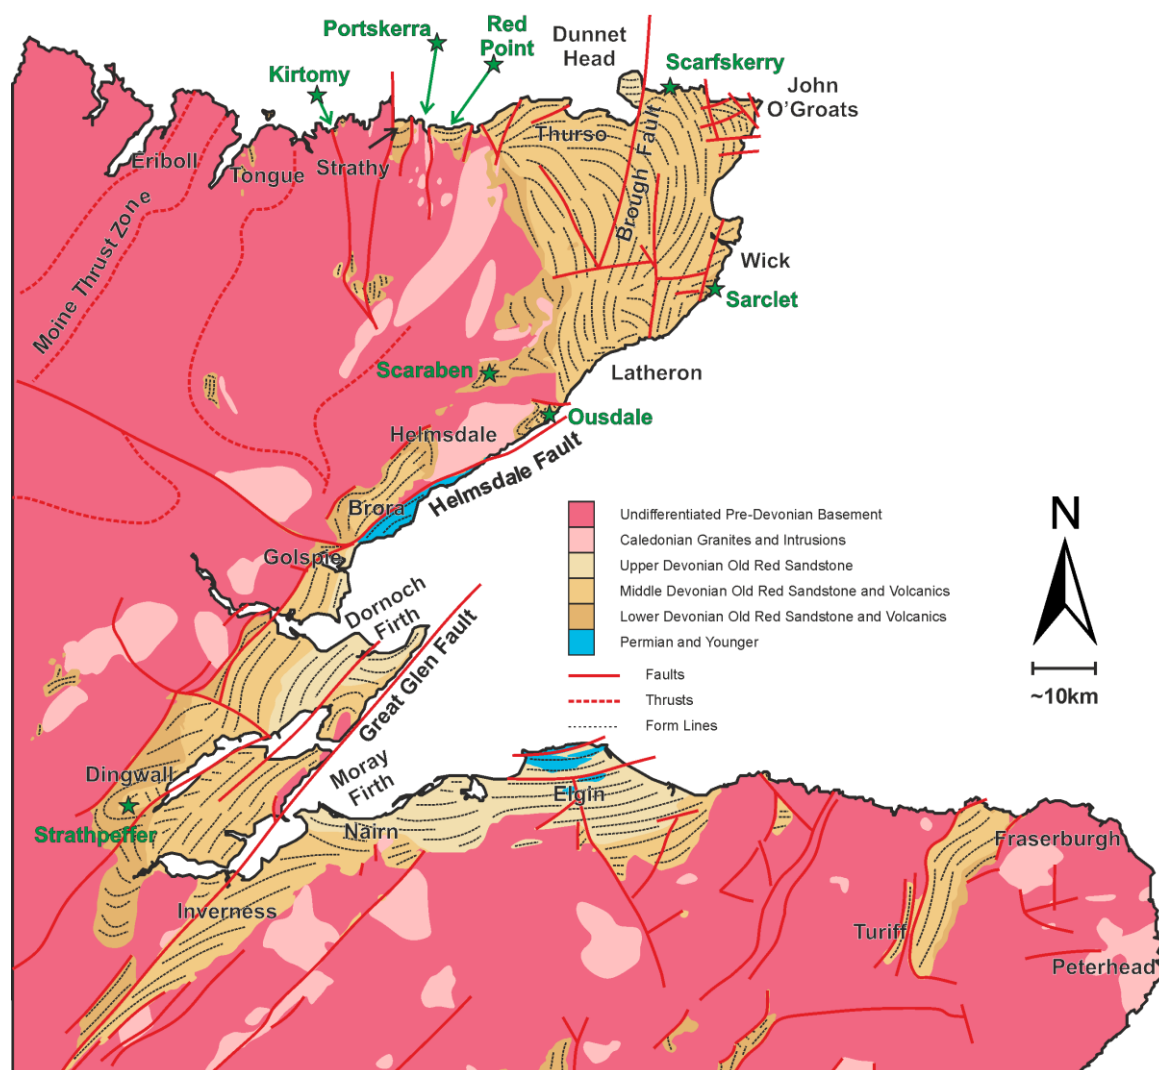 Portskerra
Red
Point
Dunnet
Head
Kirtomy
Scarfskerry
John
O'Groats
Thurso
Eriboll
Tongue
Strathy
Brough Fault
Moine Thrust Zone
Wick
Sarclet
Scaraben
Latheron
Ousdale
Helmsdale
Helmsdale Fault
Brora
Golspie
Dornoch
Firth
Great Glen Fault
Undifferentiated Pre-Devonian Basement
Caledonian Granites and Intrusions
Upper Devonian Old Red Sandstone
Middle Devonian Old Red Sandstone and Volcanics
Lower Devonian Old Red Sandstone and Volcanics
Permian and Younger
Faults
Thrusts
Form Lines
N
~10km
Dingwall
Moray
Firth
Strathpeffer
Elgin
Nairn
Fraserburgh
Inverness
Turiff
Peterhead